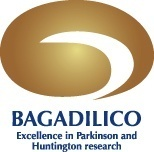 BAGADILICO
Excellence in Parkinson and
Huntington research